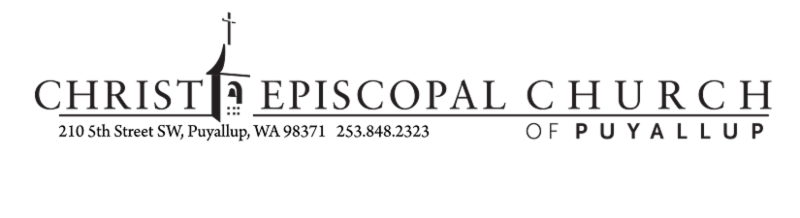 CHRIST EPISCOPAL CHURCH
210 5th Street SW, Puyallup, WA 98371 253.848.2323
OF PUYALLUP